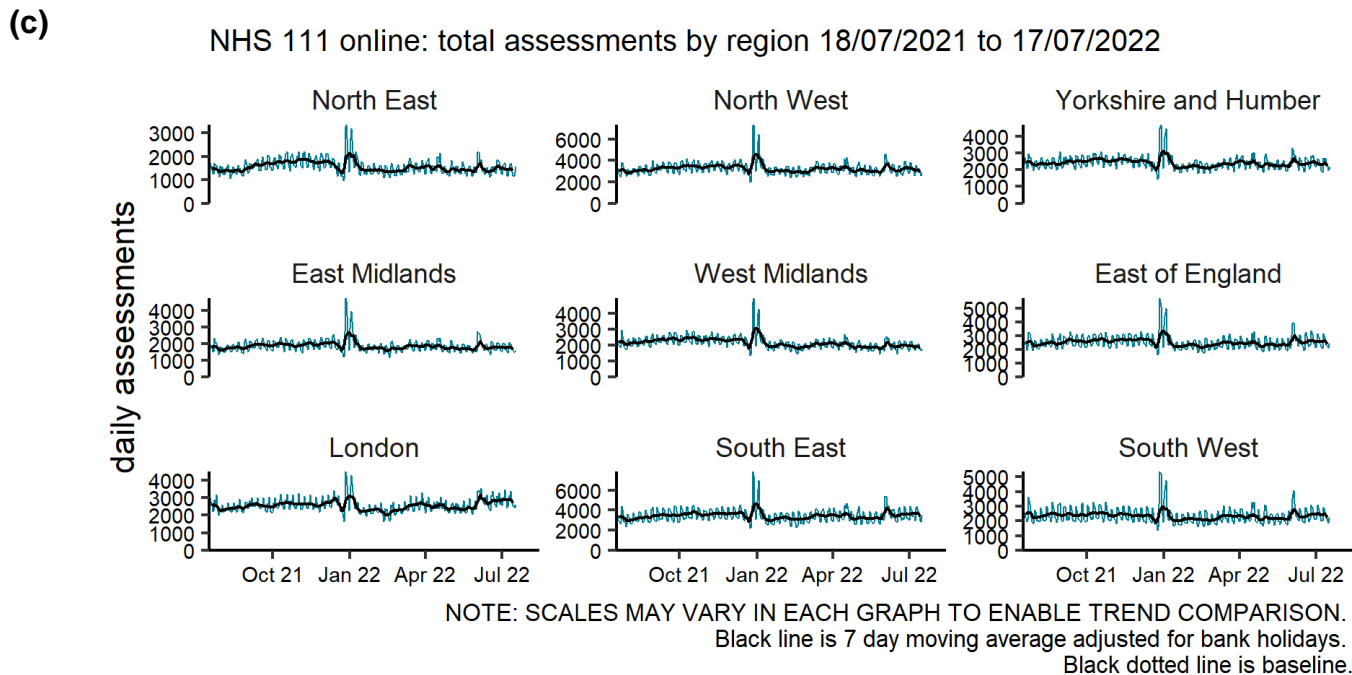 (c)
NHS 111 online: total assessments by region 18/07/2021 to 17/07/2022
daily assessments
North East
3000
2000
1000
0
North West
6000
4000
2000
0
Yorkshire and Humber
4000
3000
2000
1000
0
East Midlands
4000
3000
2000
1000
0
West Midlands
4000
3000
2000
1000
0
East of England
5000
4000
3000
2000
1000
0
London
4000
3000
2000
1000
0
Oct 21 Jan 22 Apr 22 Jul 22
South East
6000
4000
2000
0
Oct 21 Jan 22 Apr 22 Jul 22
South West
5000
4000
3000
2000
1000
0
Oct 21 Jan 22 Apr 22 Jul 22
NOTE: SCALES MAY VARY IN EACH GRAPH TO ENABLE TREND COMPARISON.
Black line is 7 day moving average adjusted for bank holidays.
Black dotted line is baseline.